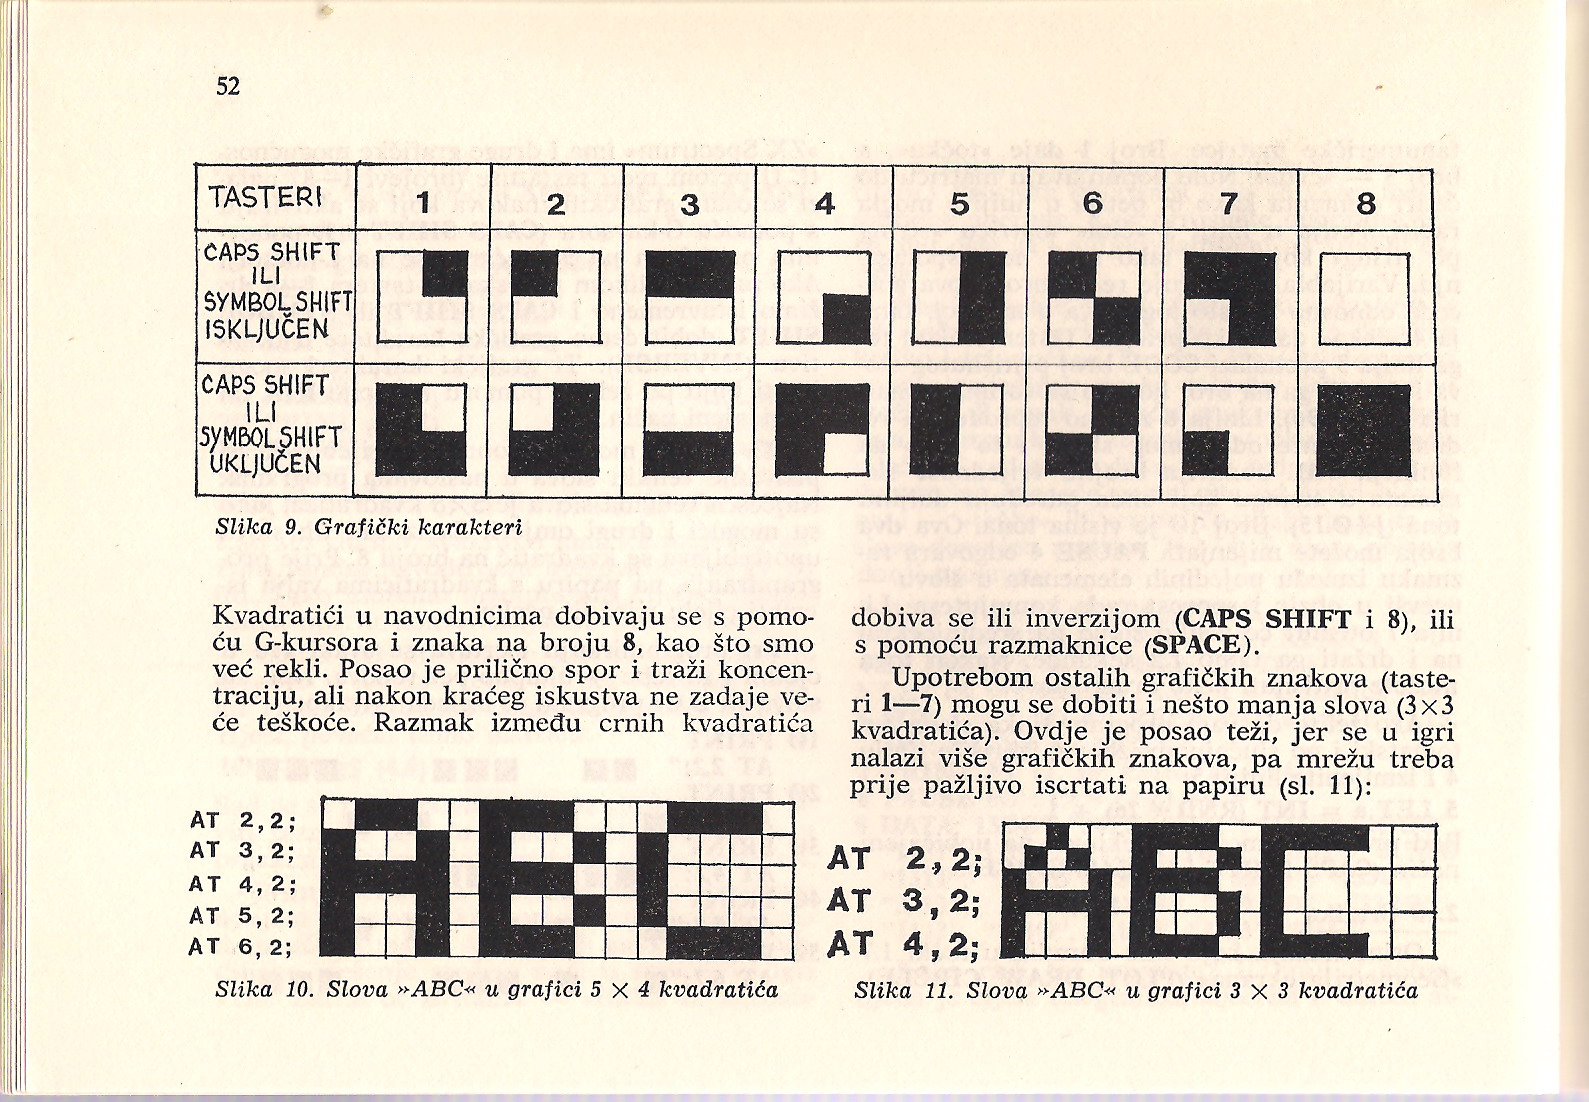 52
TASTERI 1 2 3 4 5 6 7 8
CAPS SHIFT
ILI
SYMBOL SHIFT
ISKLJUČEN
CAPS SHIFT
ILI
SYMBOL SHIFT
UKLJUČEN
Slika 9. Grafički karakteri
Kvadratići u navodnicima dobivaju se s pomo-
ću G-kursora i znaka na broju 8, kao što smo
već rekli. Posao je prilično spor i traži koncen-
traciju, ali nakon kraćeg iskustva ne zadaje ve-
će teškoće. Razmak između crnih kvadratića
AT 2,2;
AT 3,2;
AT 4,2;
AT 5,2;
AT 6,2;
ABC
Slika 10. Slova »ABC« u grafici 5 × 4 kvadratića
dobiva se ili inverzijom (CAPS SHIFT i 8), ili
s pomoću razmaknice (SPACE).
Upotrebom ostalih grafičkih znakova (taste-
ri 1—7) mogu se dobiti i nešto manja slova (3×3
kvadratića). Ovdje je posao teži, jer se u igri
nalazi više grafičkih znakova, pa mrežu treba
prije pažljivo iscrtati na papiru (sl. 11):
AT 2,2;
AT 3,2;
AT 4,2;
ABC
Slika 11. Slova »ABC« u grafici 3 × 3 kvadratića